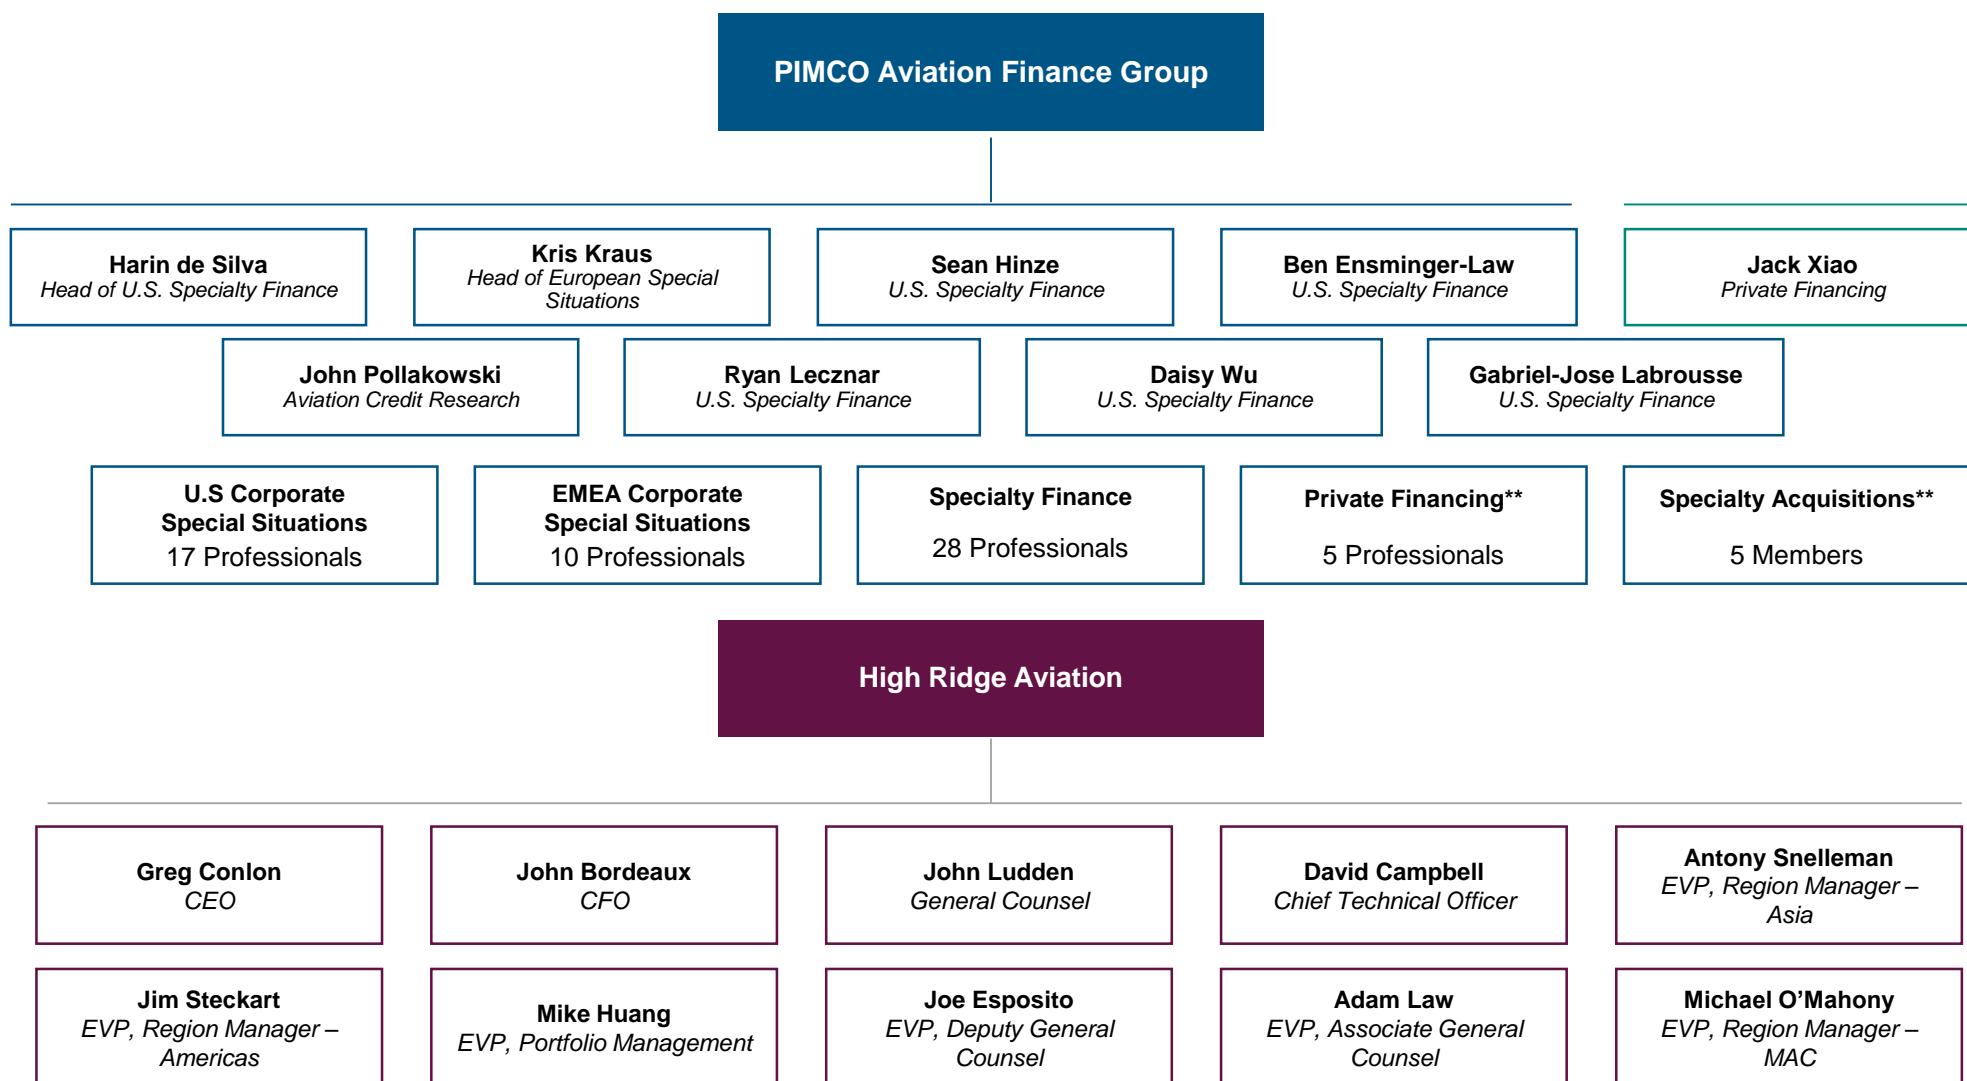 PIMCO Aviation Finance Group
Harin de Silva
Head of U.S. Specialty Finance
Kris Kraus
Head of European Special
Situations
Sean Hinze
U.S. Specialty Finance
Ben Ensminger-Law
U.S. Specialty Finance
Jack Xiao
Private Financing
John Pollakowski
Aviation Credit Research
Ryan Lecznar
U.S. Specialty Finance
Daisy Wu
U.S. Specialty Finance
Gabriel-Jose Labrousse
U.S. Specialty Finance
U.S Corporate
Special Situations
17 Professionals
EMEA Corporate
Special Situations
10 Professionals
Specialty Finance
28 Professionals
Private Financing**
5 Professionals
Specialty Acquisitions**
5 Members
High Ridge Aviation
Greg Conlon
CEO
John Bordeaux
CFO
John Ludden
General Counsel
David Campbell
Chief Technical Officer
Antony Snelleman
EVP, Region Manager –
Asia
Jim Steckart
EVP, Region Manager –
Americas
Mike Huang
EVP, Portfolio Management
Joe Esposito
EVP, Deputy General
Counsel
Adam Law
EVP, Associate General
Counsel
Michael O’Mahony
EVP, Region Manager –
MAC